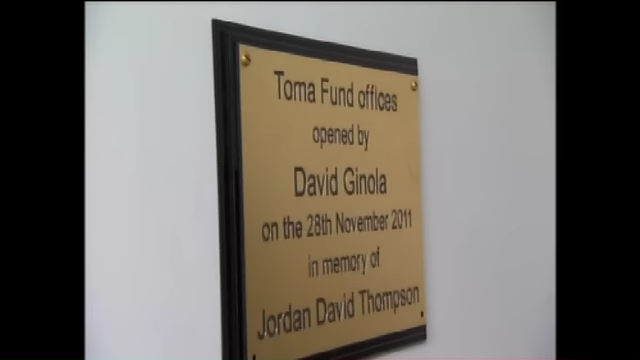 Toma Fund offices
opened by
David Ginola
on the 28th November 2011
in memory of
Jordan David Thompson